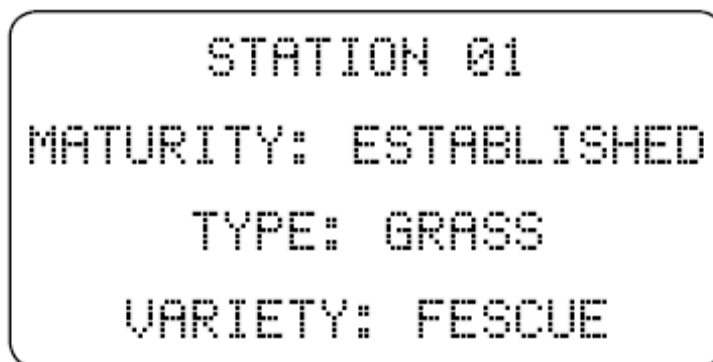 STATION 01
MATURITY: ESTABLISHED
TYPE: GRASS
VARIETY: FESCUE